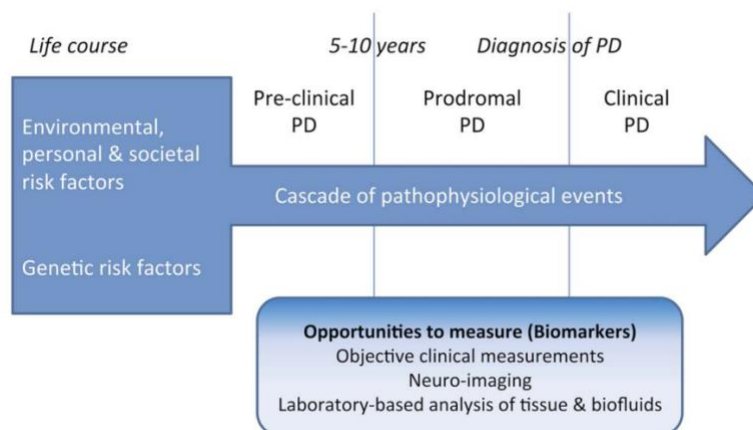 Life course 5-10 years Diagnosis of PD
Pre-clinical PD
Prodromal PD
Clinical PD
Environmental,
personal & societal
risk factors
Cascade of pathophysiological events
Genetic risk factors
Opportunities to measure (Biomarkers)
Objective clinical measurements
Neuro-imaging
Laboratory-based analysis of tissue & biofluids